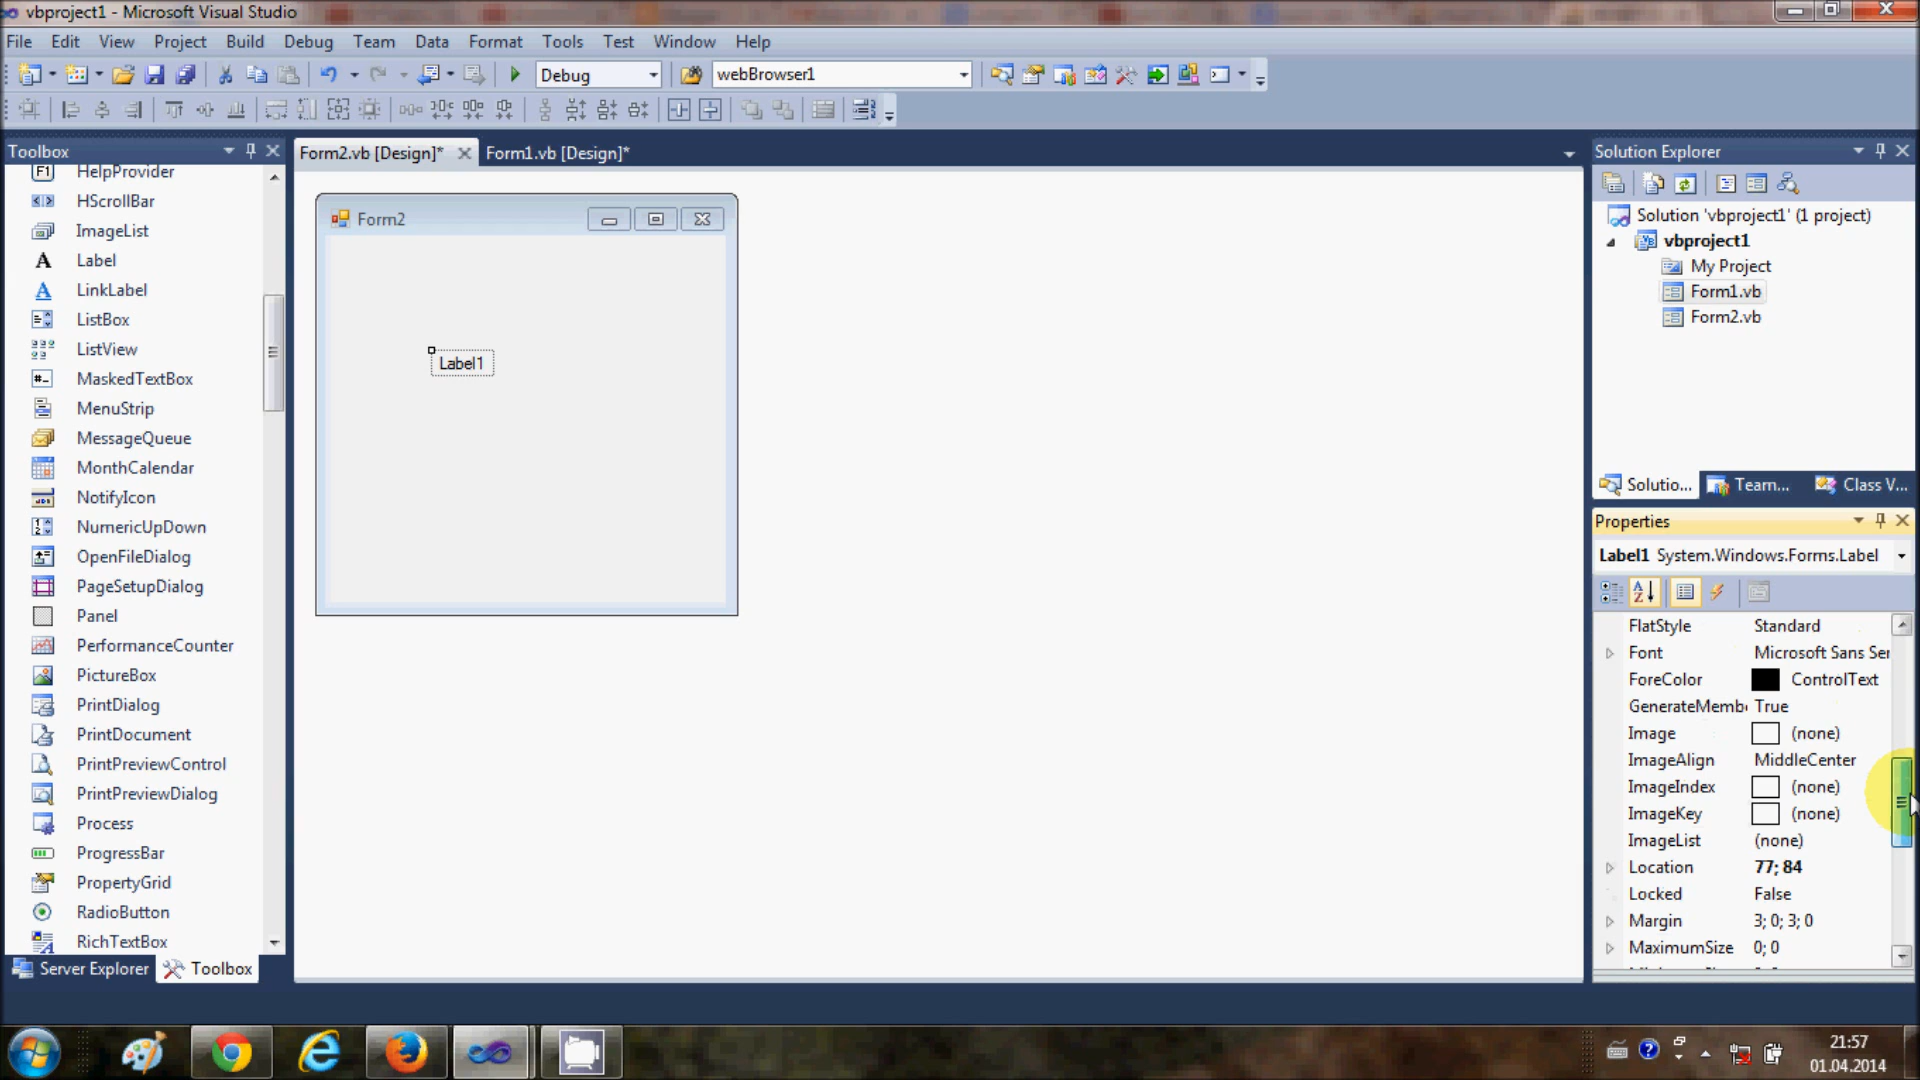 vbproject1 - Microsoft Visual Studio
File Edit View Project Build Debug Team Data Format Tools Test Window Help
Debug webBrowser1
Toolbox
HelpProvider
HScrollBar
ImageList
A Label
A LinkLabel
ListBox
ListView
MaskedTextBox
MenuStrip
MessageQueue
MonthCalendar
NotifyIcon
NumericUpDown
OpenFileDialog
PageSetupDialog
Panel
PerformanceCounter
PictureBox
PrintDialog
PrintDocument
PrintPreviewControl
PrintPreviewDialog
Process
ProgressBar
PropertyGrid
RadioButton
RichTextBox
Server Explorer Toolbox
Form2.vb [Design]* Form1.vb [Design]*
Form2
Label1
Solution Explorer
Solution 'vbproject1' (1 project)
vbproject1
My Project
Form1.vb
Form2.vb
Solutio... Team... Class V...
Properties
Label1 System.Windows.Forms.Label
FlatStyle Standard
Font Microsoft Sans Ser
ForeColor ControlText
GenerateMemb True
Image (none)
ImageAlign MiddleCenter
ImageIndex (none)
ImageKey (none)
ImageList (none)
Location 77; 84
Locked False
Margin 3; 0; 3; 0
MaximumSize 0; 0
21:57
01.04.2014